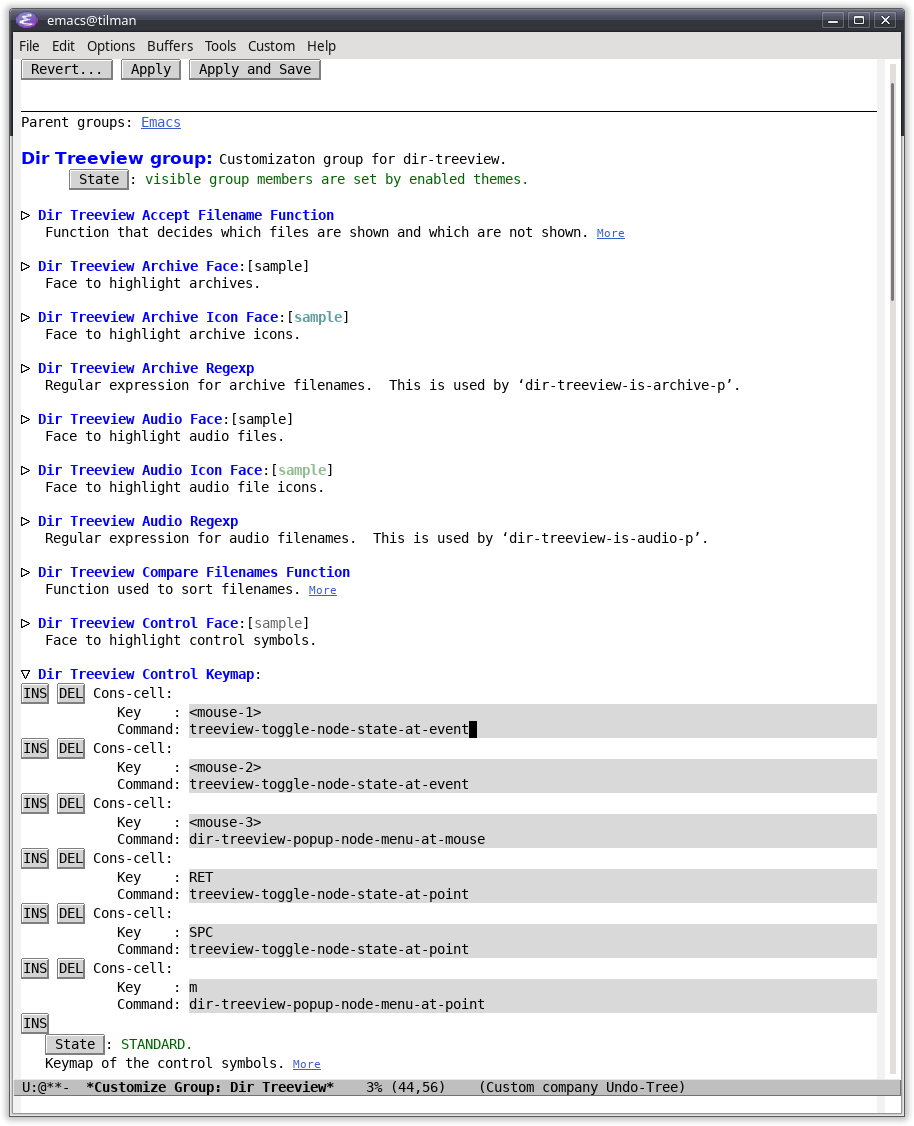 emacs@tilman
File Edit Options Buffers Tools Custom Help
Revert... Apply Apply and Save
Parent groups: Emacs
Dir Treeview group: Customizaton group for dir-treeview.
State : visible group members are set by enabled themes.
Dir Treeview Accept Filename Function
Function that decides which files are shown and which are not shown. More
Dir Treeview Archive Face:[sample]
Face to highlight archives.
Dir Treeview Archive Icon Face:[sample]
Face to highlight archive icons.
Dir Treeview Archive Regexp
Regular expression for archive filenames.  This is used by ‘dir-treeview-is-archive-p’.
Dir Treeview Audio Face:[sample]
Face to highlight audio files.
Dir Treeview Audio Icon Face:[sample]
Face to highlight audio file icons.
Dir Treeview Audio Regexp
Regular expression for audio filenames.  This is used by ‘dir-treeview-is-audio-p’.
Dir Treeview Compare Filenames Function
Function used to sort filenames. More
Dir Treeview Control Face:[sample]
Face to highlight control symbols.
Dir Treeview Control Keymap:
INS DEL Cons-cell:
Key    : <mouse-1>
Command: treeview-toggle-node-state-at-event
INS DEL Cons-cell:
Key    : <mouse-2>
Command: treeview-toggle-node-state-at-event
INS DEL Cons-cell:
Key    : <mouse-3>
Command: dir-treeview-popup-node-menu-at-mouse
INS DEL Cons-cell:
Key    : RET
Command: treeview-toggle-node-state-at-point
INS DEL Cons-cell:
Key    : SPC
Command: treeview-toggle-node-state-at-point
INS DEL Cons-cell:
Key    : m
Command: dir-treeview-popup-node-menu-at-point
INS
State : STANDARD.
Keymap of the control symbols. More
U:@**-  *Customize Group: Dir Treeview*    3% (44,56)    (Custom company Undo-Tree)